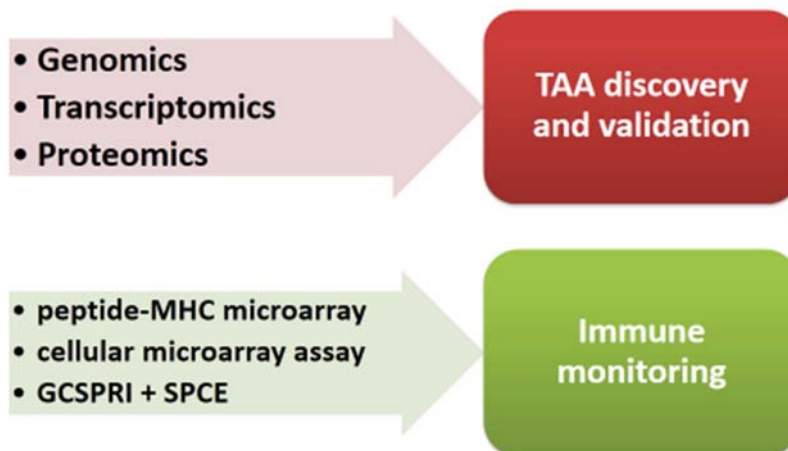 • Genomics
• Transcriptomics
• Proteomics
TAA discovery
and validation
• peptide-MHC microarray
• cellular microarray assay
• GCSPRI + SPCE
Immune
monitoring